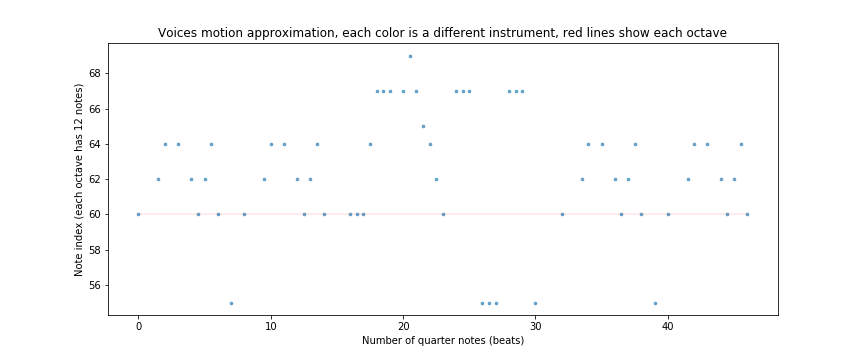 Voices motion approximation, each color is a different instrument, red lines show each octave
Note index (each octave has 12 notes)
68
66
64
62
60
58
56
0 10 20 30 40
Number of quarter notes (beats)